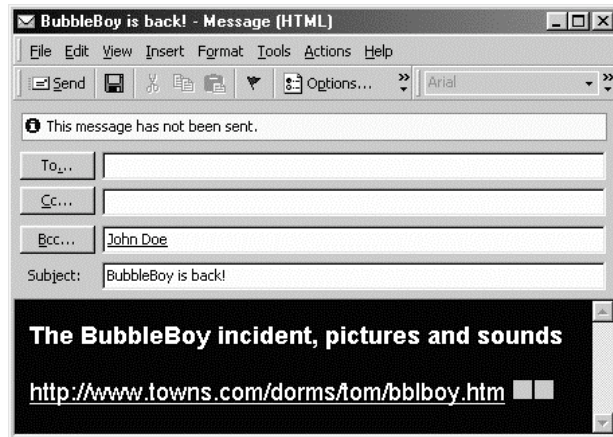 BubbleBoy is back! - Message (HTML)
File Edit View Insert Format Tools Actions Help
Send Options... Arial
This message has not been sent.
To...
Cc...
Bcc... John Doe
Subject: BubbleBoy is back!
The BubbleBoy incident, pictures and sounds
http://www.towns.com/dorms/tom/bblboy.htm